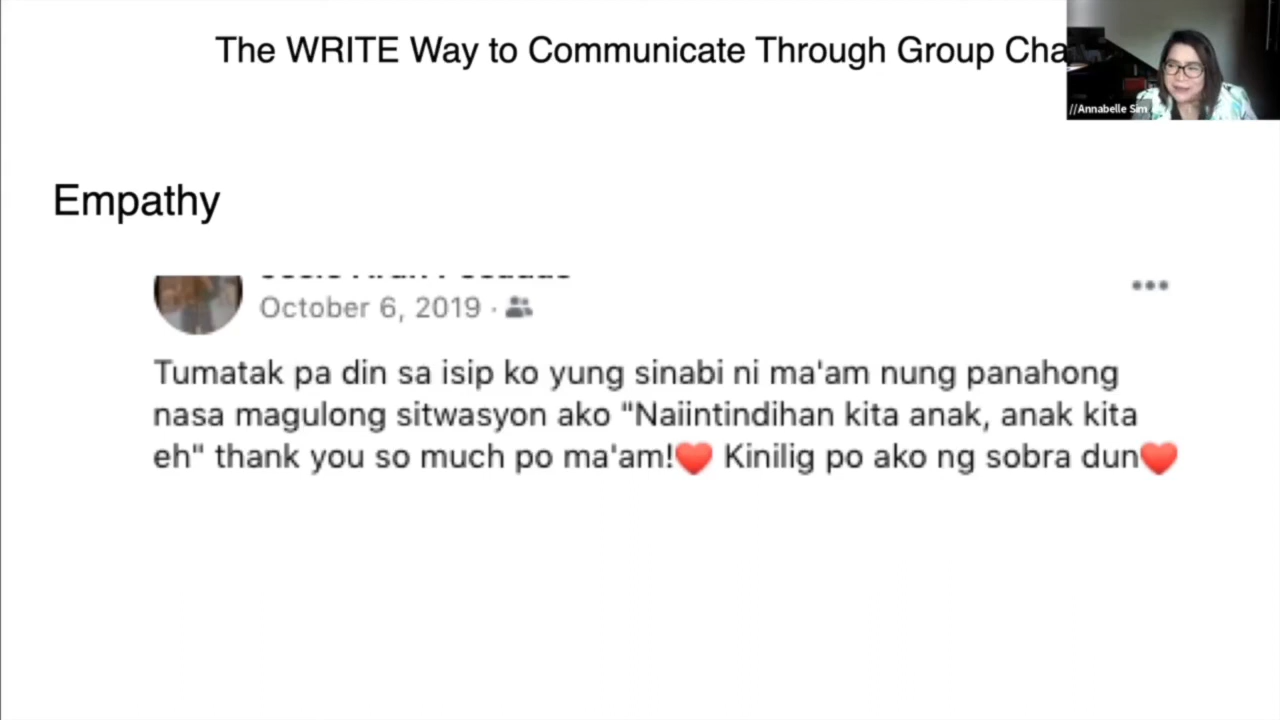 The WRITE Way to Communicate Through Group Cha
//Annabelle Sim
Empathy
October 6, 2019 ·
Tumatak pa din sa isip ko yung sinabi ni ma'am nung panahong
nasa magulong sitwasyon ako "Naiintindihan kita anak, anak kita
eh" thank you so much po ma'am!❤️ Kinilig po ako ng sobra dun❤️